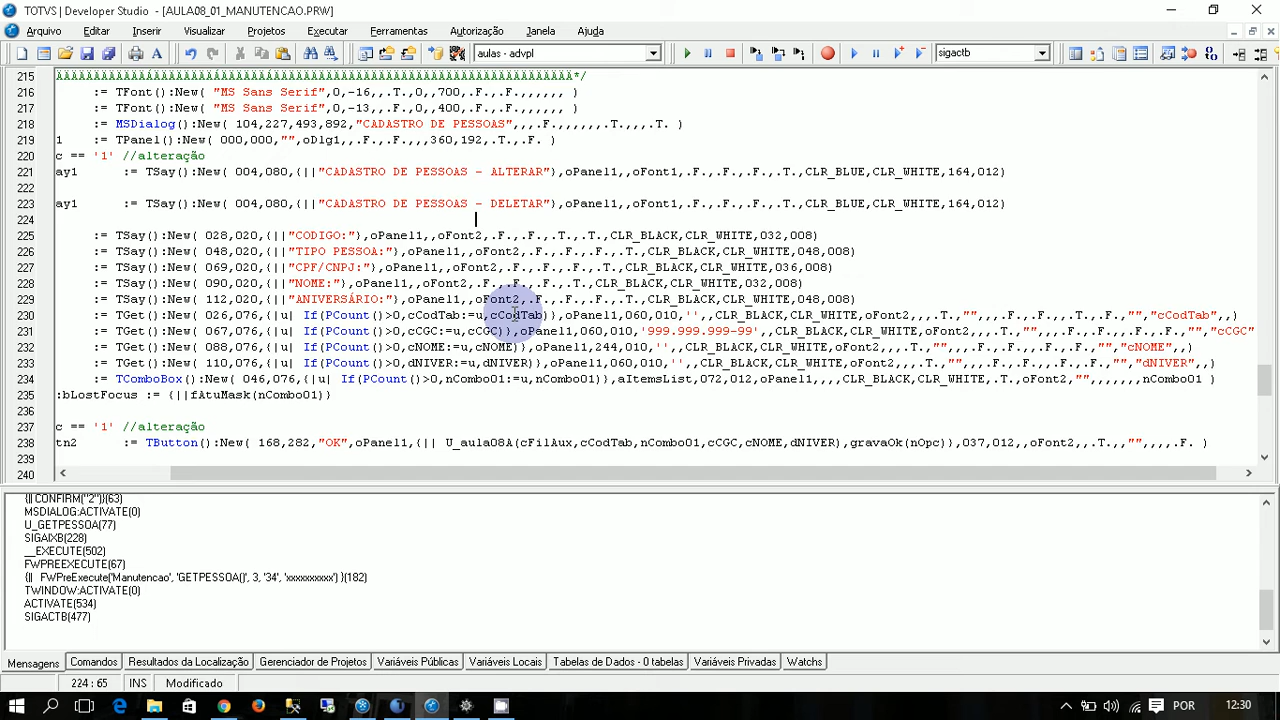 TOTVS | Developer Studio - [AULA08_01_MANUTENCAO.PRW]
Arquivo Editar Inserir Visualizar Projetos Executar Ferramentas Autorização Janela Ajuda
aulas - advpl sigactb
215 */
216 := TFont():New( "MS Sans Serif",0,-16,,.T.,0,,700,.F.,.F.,,,,,, )
217 := TFont():New( "MS Sans Serif",0,-13,,.F.,0,,400,.F.,.F.,,,,,, )
218 := MSDialog():New( 104,227,493,892,"CADASTRO DE PESSOAS",,,.F.,,,,,,.T.,,,.T. )
219 1 := TPanel():New( 000,000,"",oDlg1,,.F.,.F.,,,360,192,.T.,.F. )
220 c == '1' //alteração
221 ay1 := TSay():New( 004,080,{||"CADASTRO DE PESSOAS - ALTERAR"},oPanel1,,oFont1,.F.,.F.,.F.,.T.,CLR_BLUE,CLR_WHITE,164,012)
222
223 ay1 := TSay():New( 004,080,{||"CADASTRO DE PESSOAS - DELETAR"},oPanel1,,oFont1,.F.,.F.,.F.,.T.,CLR_BLUE,CLR_WHITE,164,012)
224
225 := TSay():New( 028,020,{||"CODIGO:"},oPanel1,,oFont2,.F.,.F.,.T.,.T.,CLR_BLACK,CLR_WHITE,032,008)
226 := TSay():New( 048,020,{||"TIPO PESSOA:"},oPanel1,,oFont2,.F.,.F.,.F.,.T.,CLR_BLACK,CLR_WHITE,048,008)
227 := TSay():New( 069,020,{||"CPF/CNPJ:"},oPanel1,,oFont2,.F.,.F.,.F.,.T.,CLR_BLACK,CLR_WHITE,036,008)
228 := TSay():New( 090,020,{||"NOME:"},oPanel1,,oFont2,.F.,.F.,.F.,.T.,CLR_BLACK,CLR_WHITE,032,008)
229 := TSay():New( 112,020,{||"ANIVERSÁRIO:"},oPanel1,,oFont2,.F.,.F.,.F.,.T.,CLR_BLACK,CLR_WHITE,048,008)
230 := TGet():New( 026,076,{|u| If(PCount()>0,cCodTab:=u,cCodTab)},oPanel1,060,010,'',,CLR_BLACK,CLR_WHITE,oFont2,,,.T.,"",,,.F.,.F.,,.T.,.F.,"","cCodTab",,)
231 := TGet():New( 067,076,{|u| If(PCount()>0,cCGC:=u,cCGC)},oPanel1,060,010,'999.999.999-99',,CLR_BLACK,CLR_WHITE,oFont2,,,.T.,"",,,.F.,.F.,,.F.,.F.,"","cCGC"
232 := TGet():New( 088,076,{|u| If(PCount()>0,cNOME:=u,cNOME)},oPanel1,244,010,'',,CLR_BLACK,CLR_WHITE,oFont2,,,.T.,"",,,.F.,.F.,,.F.,.F.,"","cNOME",,)
233 := TGet():New( 110,076,{|u| If(PCount()>0,dNIVER:=u,dNIVER)},oPanel1,060,010,'',,CLR_BLACK,CLR_WHITE,oFont2,,,.T.,"",,,.F.,.F.,,.F.,.F.,"","dNIVER",,)
234 := TComboBox():New( 046,076,{|u| If(PCount()>0,nCombo01:=u,nCombo01)},aItemsList,072,012,oPanel1,,,,CLR_BLACK,CLR_WHITE,.T.,oFont2,"",,,,,,,nCombo01 )
235 :bLostFocus := {||fAtuMask(nCombo01)}
236
237 c == '1' //alteração
238 tn2 := TButton():New( 168,282,"OK",oPanel1,{|| U_aula08A(cFilAux,cCodTab,nCombo01,cCGC,cNOME,dNIVER),gravaOk(nOpc)},037,012,,oFont2,,.T.,,"",,,,.F. )
239
240
{|| CONFIRM("2")}(63)
MSDIALOG:ACTIVATE(0)
U_GETPESSOA(77)
SIGAIXB(228)
__EXECUTE(502)
FWPREEXECUTE(67)
{|| FWPreExecute('Manutencao', 'GETPESSOA()', 3, '34', 'xxxxxxxxxx') }(182)
TWINDOW:ACTIVATE(0)
ACTIVATE(534)
SIGACTB(477)
Mensagens Comandos Resultados da Localização Gerenciador de Projetos Variáveis Públicas Variáveis Locais Tabelas de Dados - 0 tabelas Variáveis Privadas Watchs
224 : 65 INS Modificado
POR 12:30